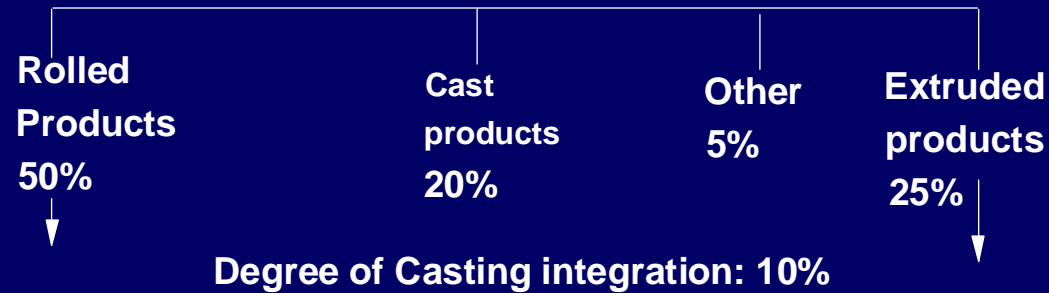 Rolled
Products
50%
Cast
products
20%
Other
5%
Extruded
products
25%
Degree of Casting integration: 10%